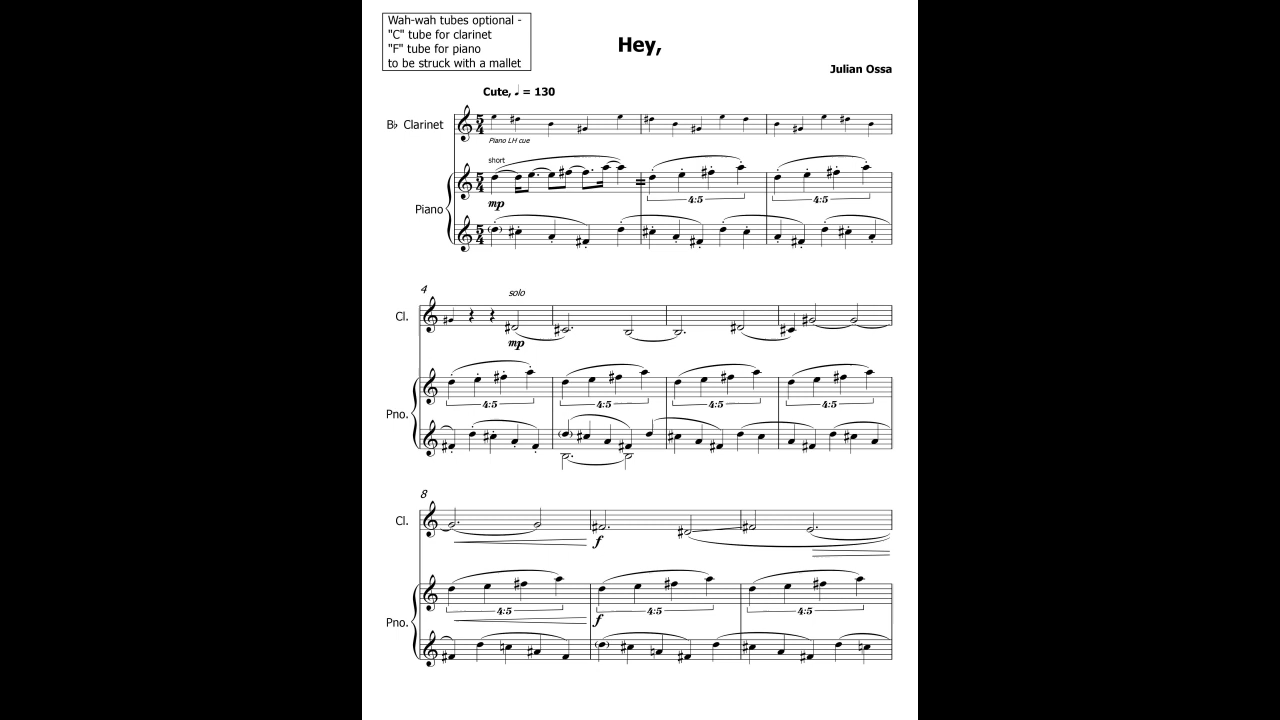 Wah-wah tubes optional -
"C" tube for clarinet
"F" tube for piano
to be struck with a mallet
Hey,
Julian Ossa
Cute, ♩ = 130
B♭ Clarinet
Piano LH cue
short
mp
Piano
4:5
4:5
4
solo
Cl.
mp
Pno.
4:5
4:5
4:5
4:5
8
Cl.
f
Pno.
4:5
4:5
4:5
f